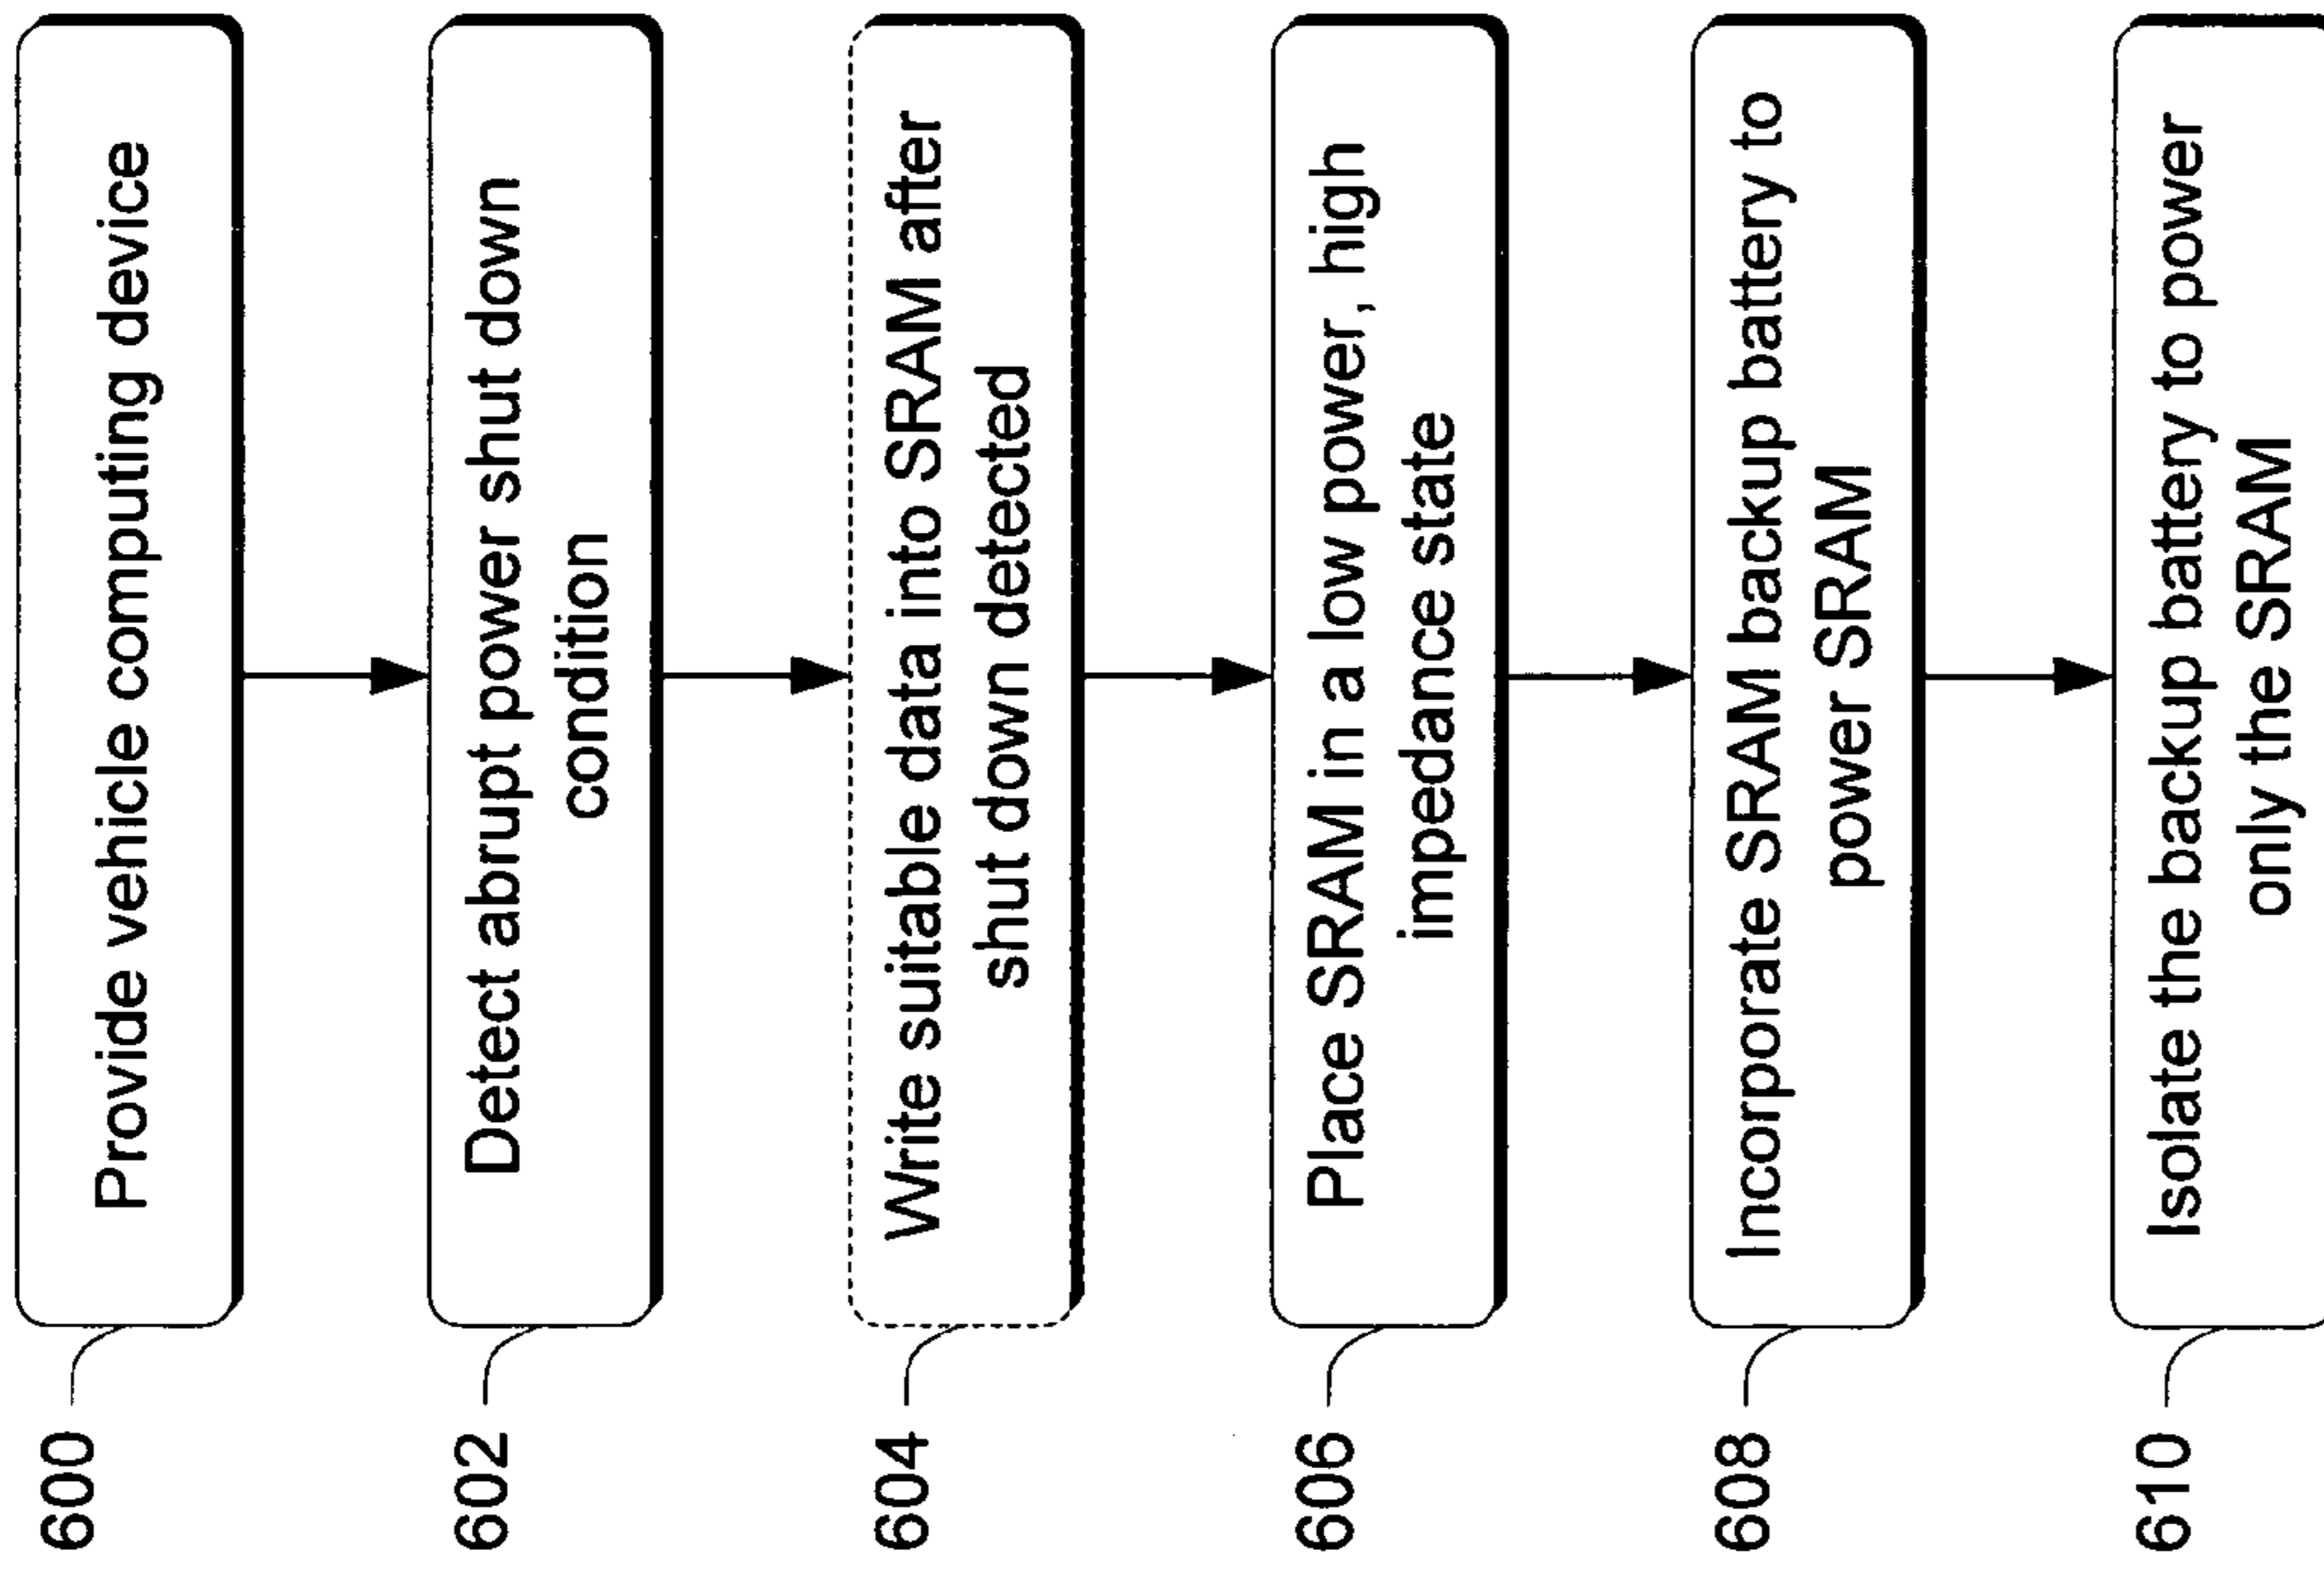 600
Provide vehicle computing device
602
Detect abrupt power shut down
condition
604
Write suitable data into SRAM after
shut down detected
606
Place SRAM in a low power, high
impedance state
608
Incorporate SRAM backup battery to
power SRAM
610
Isolate the backup battery to power
only the SRAM